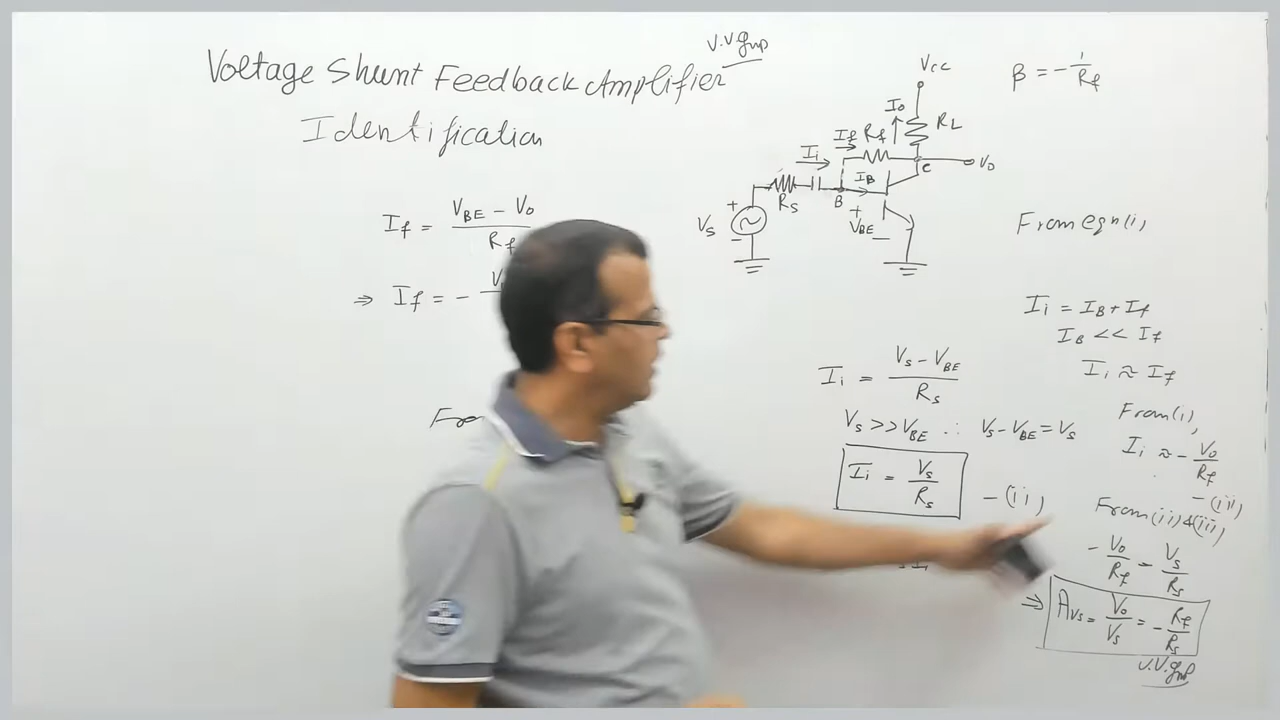 Voltage Shunt Feedback Amplifier
V.V.Imp
Identification
If = VBE - Vo / Rf
⇒ If = - V
Fro
Vcc
Io
RL
If Rf
Ii
c
Vo
IB
Rs
B
+
VBE
-
Vs
+
-
β = - 1 / Rf
From eqn(i)
Ii = IB + If
IB << If
Ii ≈ If
From(i),
Ii ≈ - Vo / Rf
- (iii)
From (ii) & (iii),
- Vo / Rf = Vs / Rs
⇒ AVs = Vo / Vs = - Rf / Rs
V.V.Imp
Ii = Vs - VBE / Rs
Vs >> VBE ∴ Vs - VBE = Vs
Ii = Vs / Rs - (ii)